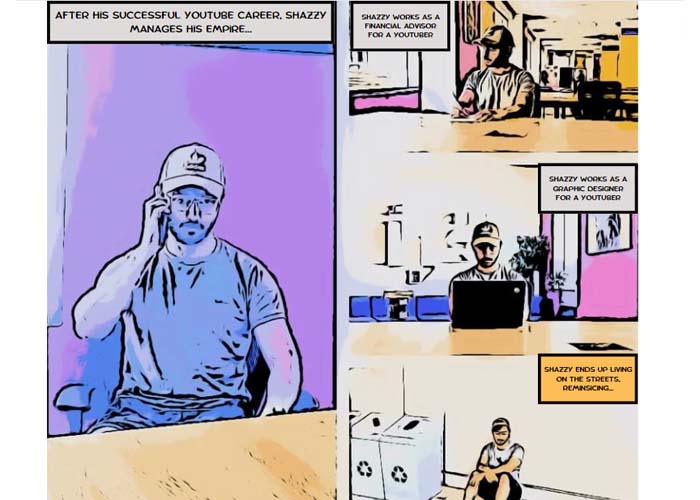 AFTER HIS SUCCESSFUL YOUTUBE CAREER, SHAZZY
MANAGES HIS EMPIRE...
SHAZZY WORKS AS A
FINANCIAL ADVISOR
FOR A YOUTUBER
SHAZZY WORKS AS A
GRAPHIC DESIGNER
FOR A YOUTUBER
SHAZZY ENDS UP LIVING
ON THE STREETS,
REMINSICING...